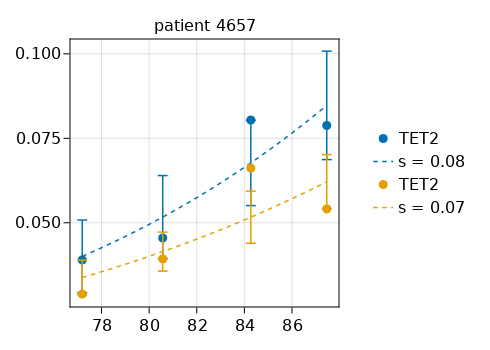 patient 4657
0.100
0.075
0.050
78 80 82 84 86
TET2
s = 0.08
TET2
s = 0.07